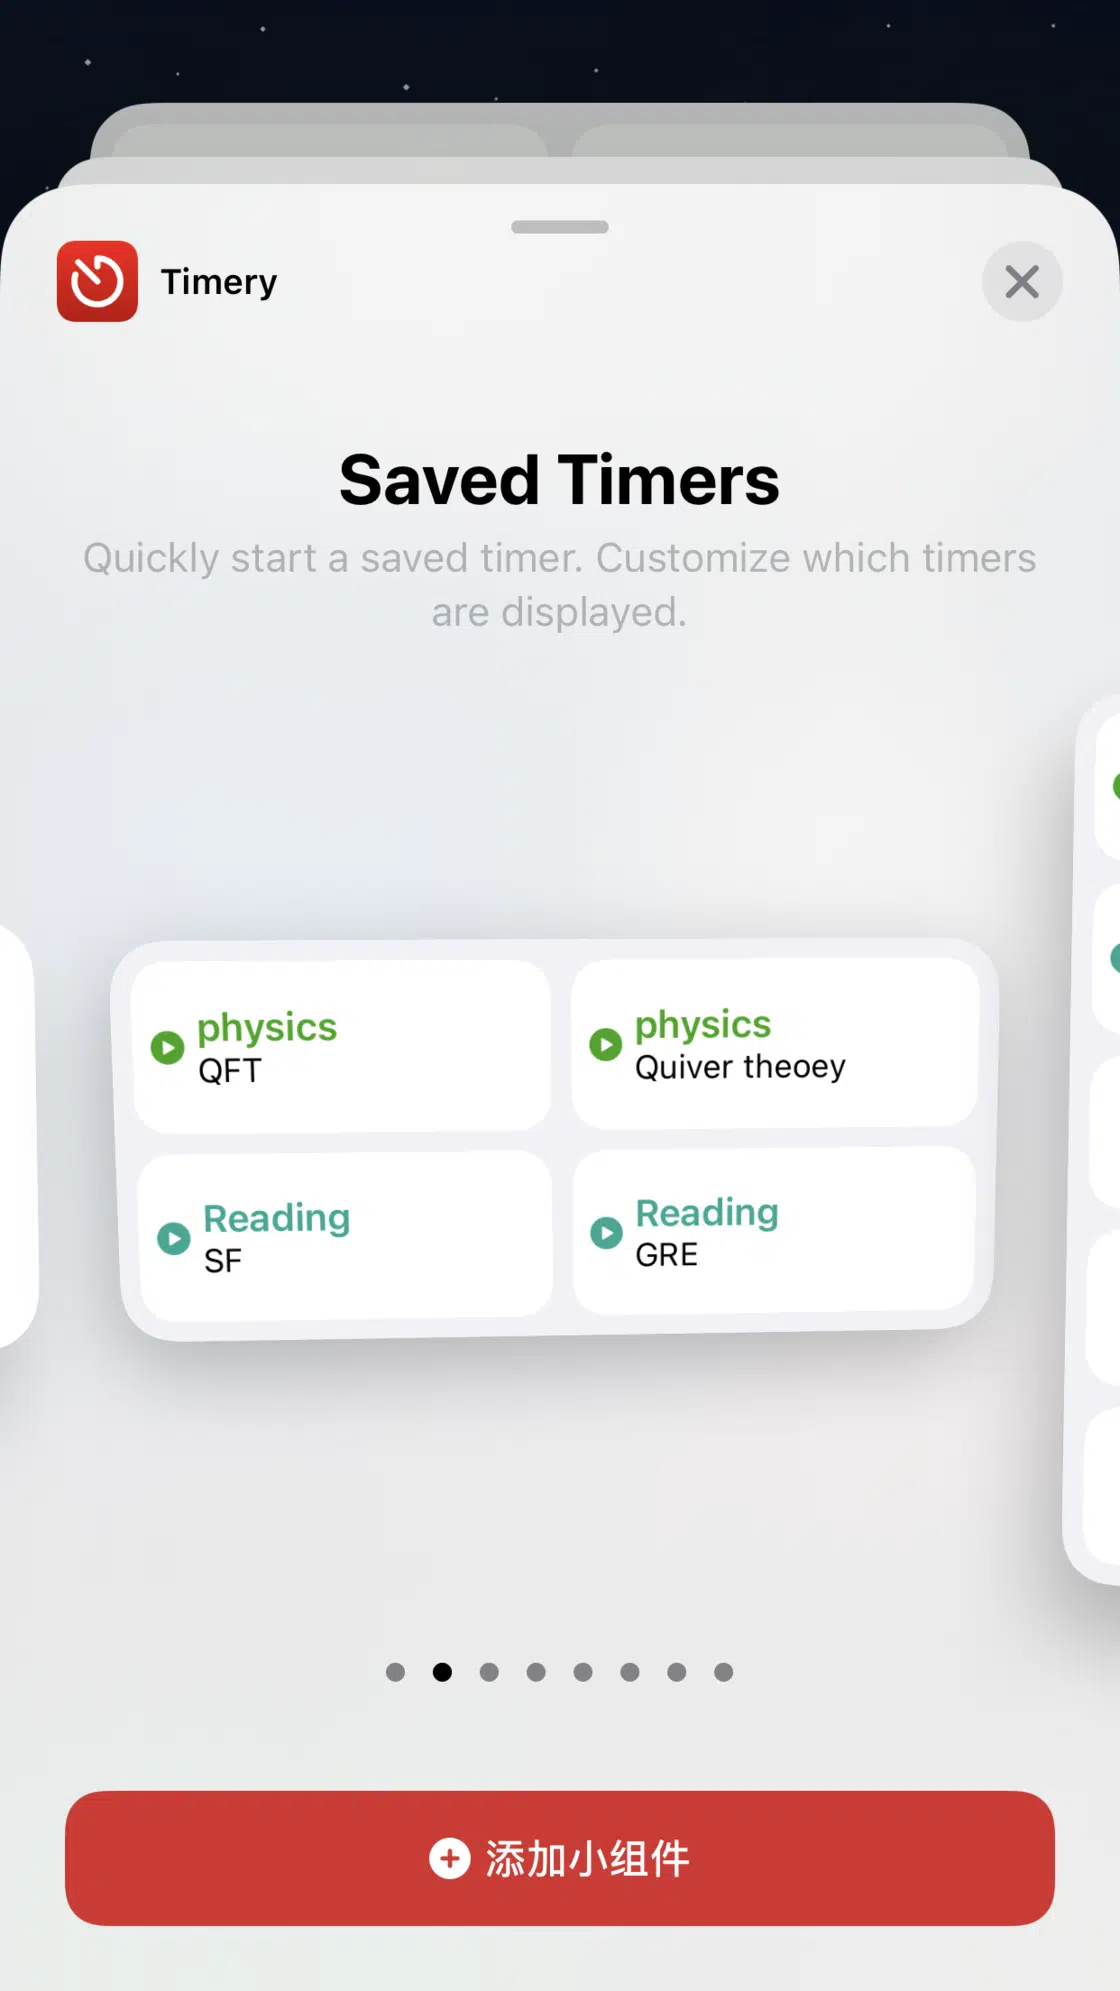 Timery
Saved Timers
Quickly start a saved timer. Customize which timers
are displayed.
physics
QFT
physics
Quiver theoey
Reading
SF
Reading
GRE
添加小组件